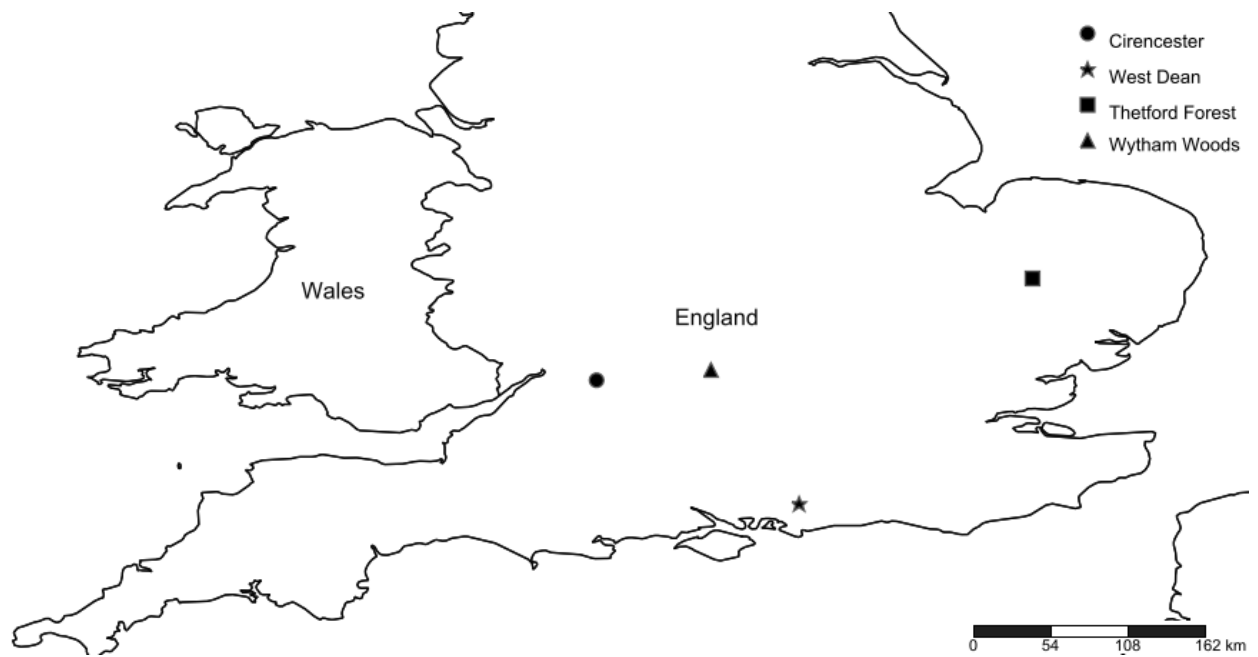 Cirencester
West Dean
Thetford Forest
Wytham Woods
Wales
England
0 54 108 162 km